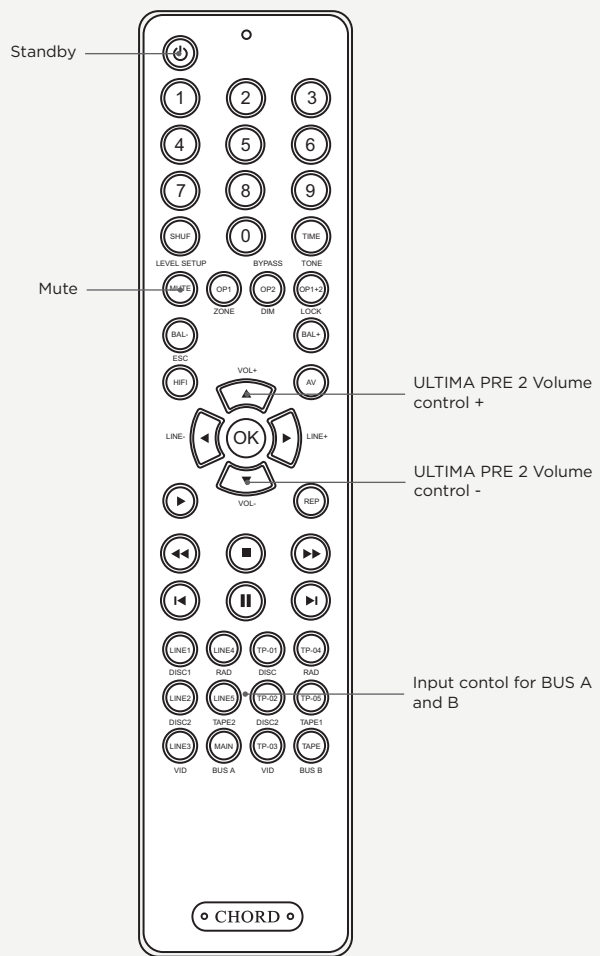 Standby
1 2 3
4 5 6
7 8 9
SHUF 0 TIME
LEVEL SETUP BYPASS TONE
Mute
MUTE OP1 OP2 OP1+2
ZONE DIM LOCK
BAL- BAL+
ESC
HIFI AV
VOL+
ULTIMA PRE 2 Volume
control +
LINE- OK LINE+
ULTIMA PRE 2 Volume
control -
VOL-
REP
LINE1 LINE4 TP-01 TP-04
DISC1 RAD DISC RAD
LINE2 LINE5 TP-02 TP-05
Input contol for BUS A
and B
DISC2 TAPE2 DISC2 TAPE1
LINE3 MAIN TP-03 TAPE
VID BUS A VID BUS B
CHORD